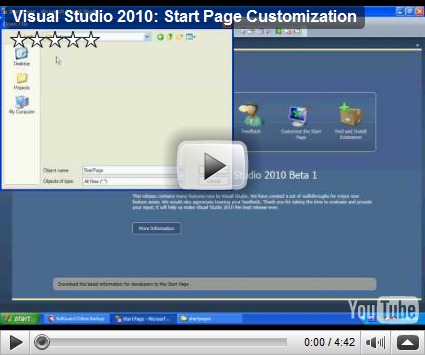 Visual Studio 2010: Start Page Customization
Desktop
Projects
My Computer
Object name:
StartPage
Objects of type:
All Files (*.*)
Feedback
Customize the Start Page
Find and Install Extensions
Studio 2010 Beta 1
This release contains many features new to Visual Studio. We have created a set of walkthroughs for major new
feature areas. We would also appreciate hearing your feedback. Thank you for taking the time to evaluate and provide
your input, it will help us make Visual Studio 2010 the best release ever.
More Information
Download the latest information for developers to the Start Page
start
Start Page - Microsof...
startpages
YouTube
0:00 / 4:42